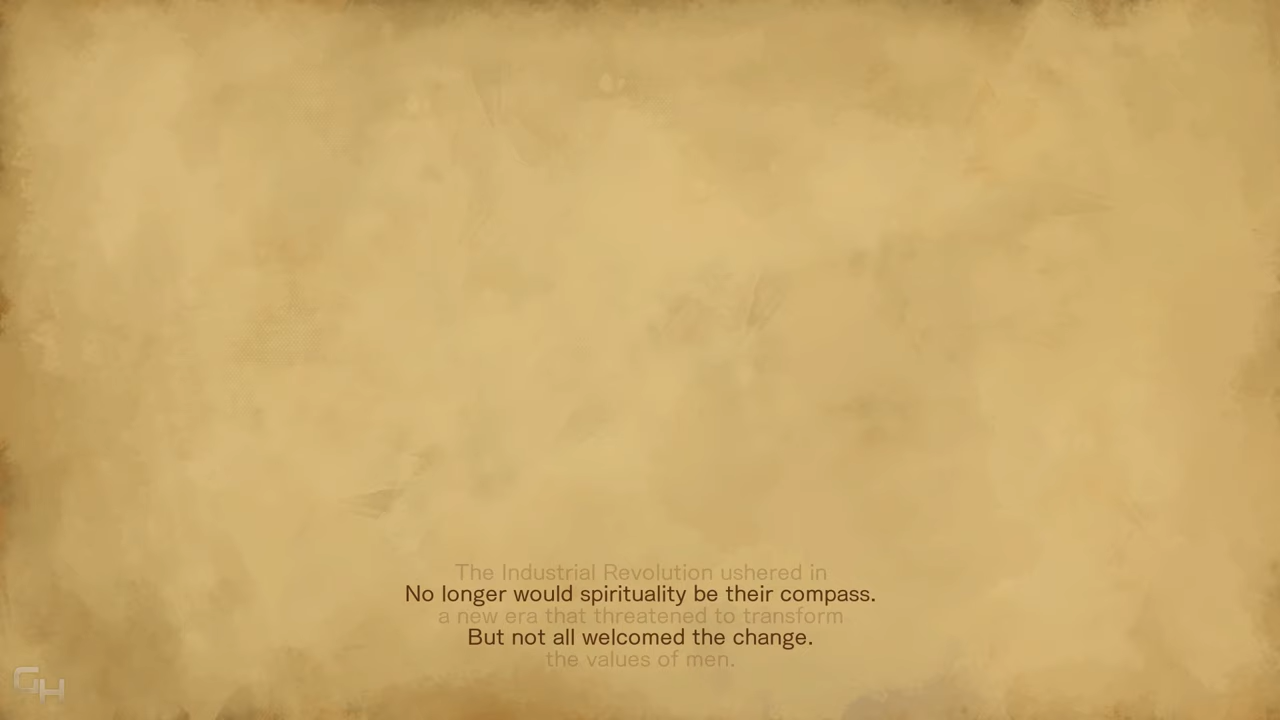 The Industrial Revolution ushered in
No longer would spirituality be their compass.
a new era that threatened to transform
But not all welcomed the change.
the values of men.
GH